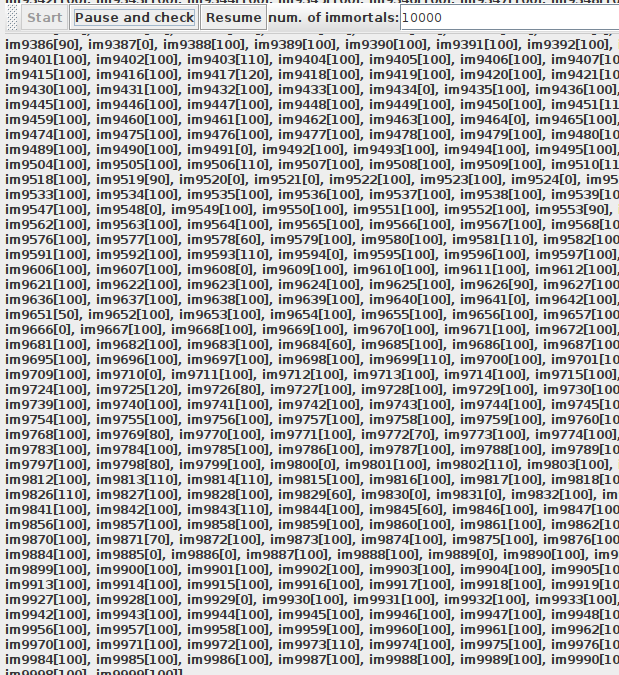 Start Pause and check Resume num. of immortals: 10000
im9386[90], im9387[0], im9388[100], im9389[100], im9390[100], im9391[100], im9392[100],
im9401[100], im9402[100], im9403[110], im9404[100], im9405[100], im9406[100], im9407[10
im9415[100], im9416[100], im9417[120], im9418[100], im9419[100], im9420[100], im9421[10
im9430[100], im9431[100], im9432[100], im9433[100], im9434[0], im9435[100], im9436[100],
im9445[100], im9446[100], im9447[100], im9448[100], im9449[100], im9450[100], im9451[11
im9459[100], im9460[100], im9461[100], im9462[100], im9463[100], im9464[0], im9465[100],
im9474[100], im9475[100], im9476[100], im9477[100], im9478[100], im9479[100], im9480[10
im9489[100], im9490[100], im9491[0], im9492[100], im9493[100], im9494[100], im9495[100],
im9504[100], im9505[100], im9506[110], im9507[100], im9508[100], im9509[100], im9510[11
im9518[100], im9519[90], im9520[0], im9521[0], im9522[100], im9523[100], im9524[0], im95
im9533[100], im9534[100], im9535[100], im9536[100], im9537[100], im9538[100], im9539[10
im9547[100], im9548[0], im9549[100], im9550[100], im9551[100], im9552[100], im9553[90],
im9562[100], im9563[100], im9564[100], im9565[100], im9566[100], im9567[100], im9568[10
im9576[100], im9577[100], im9578[60], im9579[100], im9580[100], im9581[110], im9582[100
im9591[100], im9592[100], im9593[110], im9594[0], im9595[100], im9596[100], im9597[100],
im9606[100], im9607[100], im9608[0], im9609[100], im9610[100], im9611[100], im9612[100],
im9621[100], im9622[100], im9623[100], im9624[100], im9625[100], im9626[90], im9627[100
im9636[100], im9637[100], im9638[100], im9639[100], im9640[100], im9641[0], im9642[100],
im9651[50], im9652[100], im9653[100], im9654[100], im9655[100], im9656[100], im9657[100
im9666[0], im9667[100], im9668[100], im9669[100], im9670[100], im9671[100], im9672[100],
im9681[100], im9682[100], im9683[100], im9684[60], im9685[100], im9686[100], im9687[100
im9695[100], im9696[100], im9697[100], im9698[100], im9699[110], im9700[100], im9701[10
im9709[100], im9710[0], im9711[100], im9712[100], im9713[100], im9714[100], im9715[100],
im9724[100], im9725[120], im9726[80], im9727[100], im9728[100], im9729[100], im9730[100
im9739[100], im9740[100], im9741[100], im9742[100], im9743[100], im9744[100], im9745[10
im9754[100], im9755[100], im9756[100], im9757[100], im9758[100], im9759[100], im9760[10
im9768[100], im9769[80], im9770[100], im9771[100], im9772[70], im9773[100], im9774[100],
im9783[100], im9784[100], im9785[100], im9786[100], im9787[100], im9788[100], im9789[10
im9797[100], im9798[80], im9799[100], im9800[0], im9801[100], im9802[110], im9803[100],
im9812[100], im9813[110], im9814[110], im9815[100], im9816[100], im9817[100], im9818[10
im9826[110], im9827[100], im9828[100], im9829[60], im9830[0], im9831[0], im9832[100], im
im9841[100], im9842[100], im9843[110], im9844[100], im9845[60], im9846[100], im9847[100
im9856[100], im9857[100], im9858[100], im9859[100], im9860[100], im9861[100], im9862[10
im9870[100], im9871[70], im9872[100], im9873[100], im9874[100], im9875[100], im9876[100
im9884[100], im9885[0], im9886[0], im9887[100], im9888[100], im9889[0], im9890[100], im9
im9899[100], im9900[100], im9901[100], im9902[100], im9903[100], im9904[100], im9905[10
im9913[100], im9914[100], im9915[100], im9916[100], im9917[100], im9918[100], im9919[10
im9927[100], im9928[100], im9929[0], im9930[100], im9931[100], im9932[100], im9933[100],
im9942[100], im9943[100], im9944[100], im9945[100], im9946[100], im9947[100], im9948[10
im9956[100], im9957[100], im9958[100], im9959[100], im9960[100], im9961[100], im9962[10
im9970[100], im9971[100], im9972[100], im9973[110], im9974[100], im9975[100], im9976[10
im9984[100], im9985[100], im9986[100], im9987[100], im9988[100], im9989[100], im9990[10
im9998[100], im9999[100]]